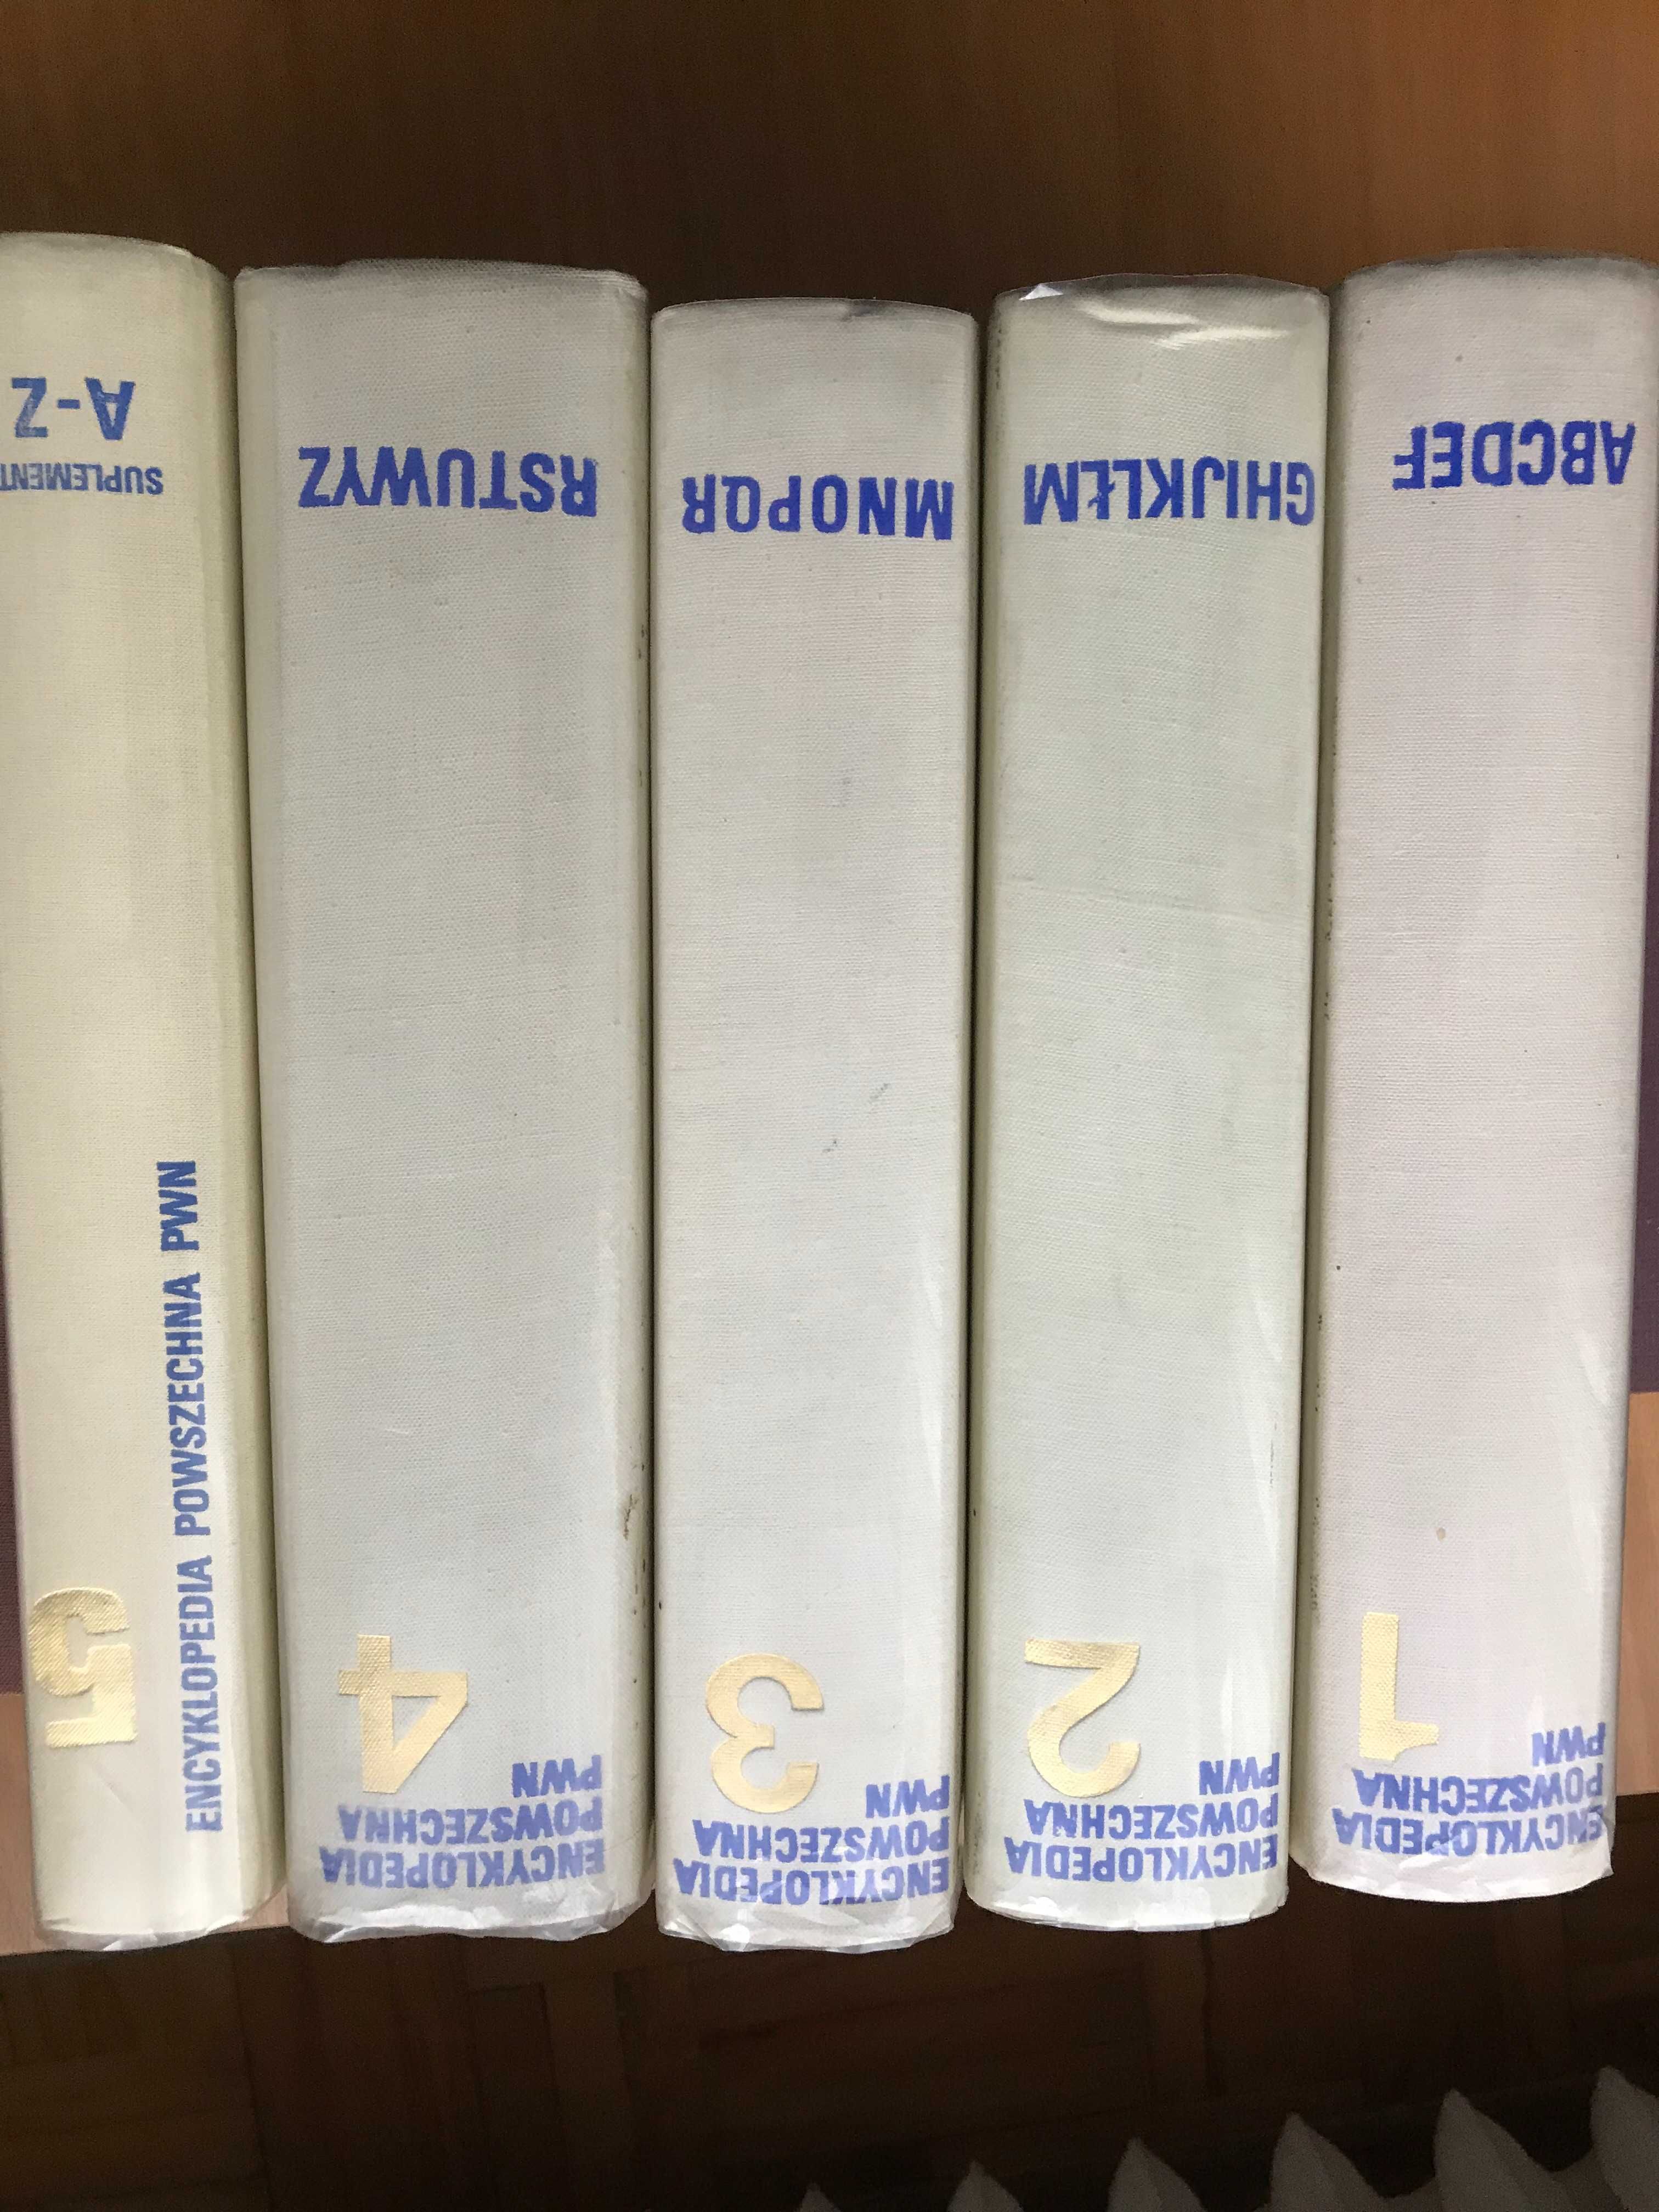 ENCYKLOPEDIA
POWSZECHNA
PWN
1
ABCDEF
ENCYKLOPEDIA
POWSZECHNA
PWN
2
GHIJKLŁM
ENCYKLOPEDIA
POWSZECHNA
PWN
3
MNOPQR
ENCYKLOPEDIA
POWSZECHNA
PWN
4
RSTUWYZ
ENCYKLOPEDIA POWSZECHNA PWN
5
SUPLEMENT
A-Z